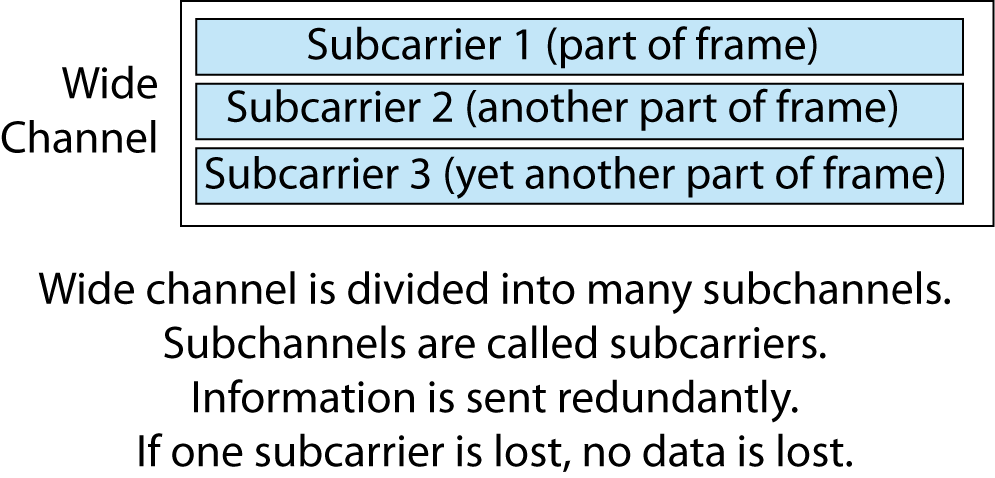 Wide
Channel
Subcarrier 1 (part of frame)
Subcarrier 2 (another part of frame)
Subcarrier 3 (yet another part of frame)
Wide channel is divided into many subchannels.
Subchannels are called subcarriers.
Information is sent redundantly.
If one subcarrier is lost, no data is lost.